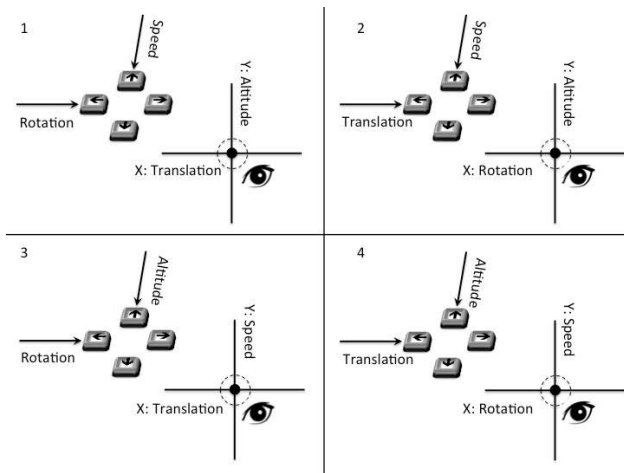 1
Speed
Rotation
Y: Altitude
X: Translation
2
Speed
Translation
Y: Altitude
X: Rotation
3
Altitude
Rotation
Y: Speed
X: Translation
4
Altitude
Translation
Y: Speed
X: Rotation